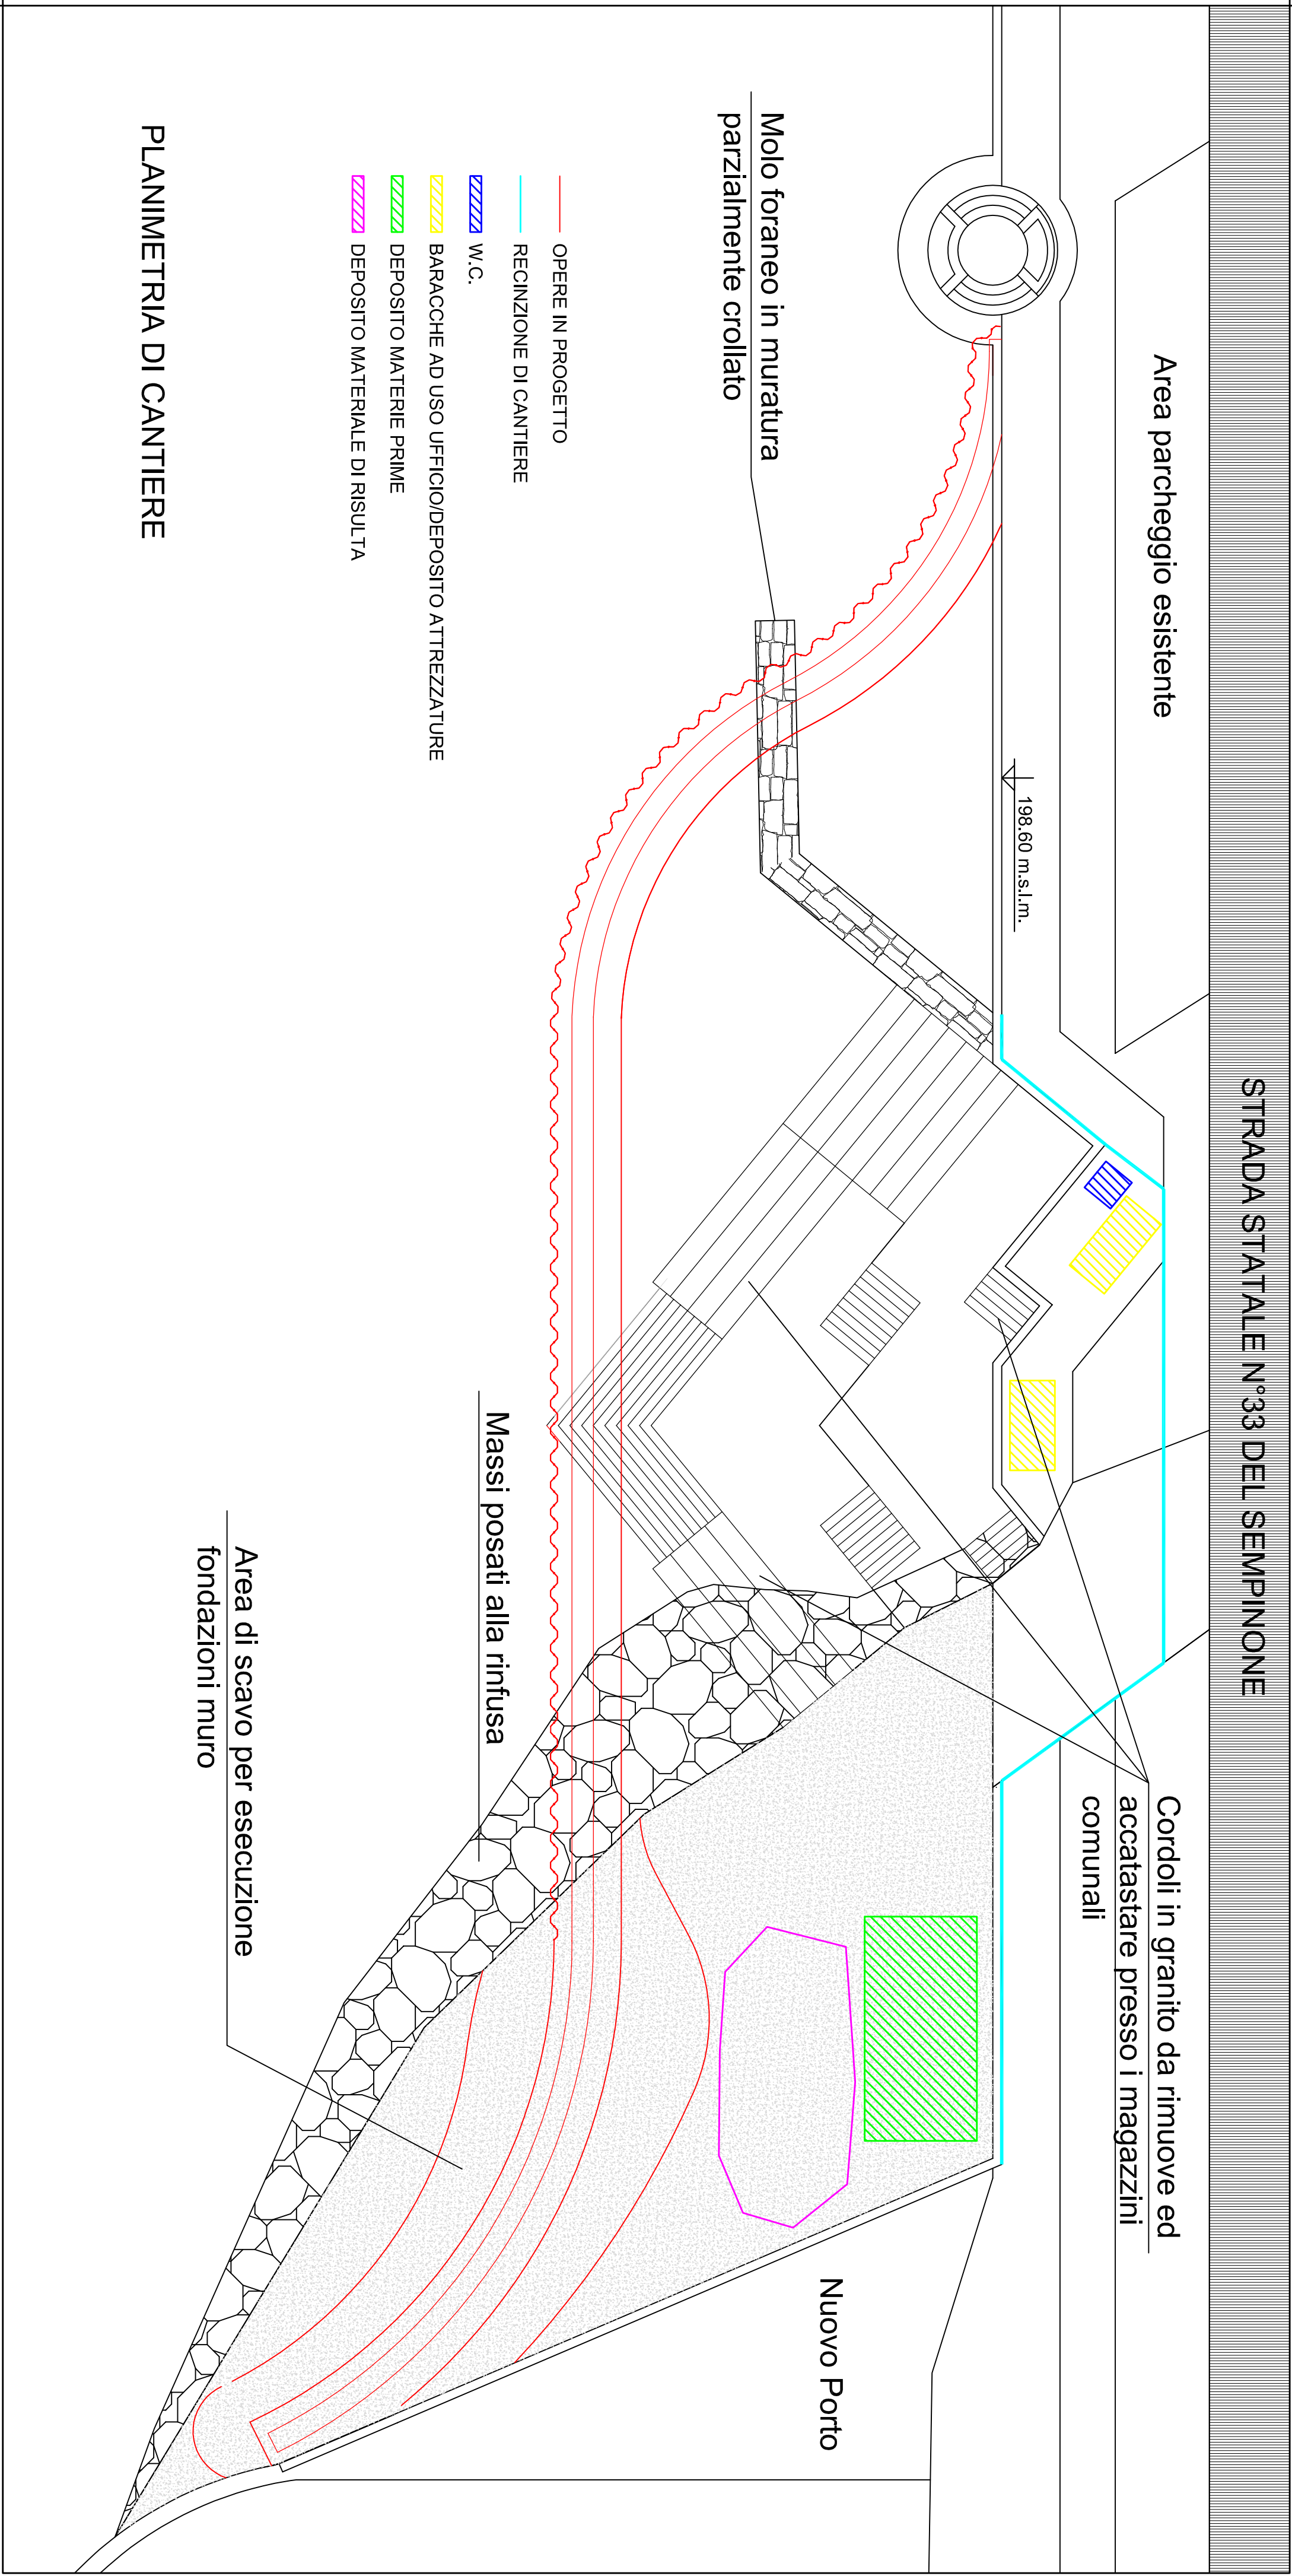 STRADA STATALE N°33 DEL SEMPINONE
Area parcheggio esistente
Cordoli in granito da rimuove ed
accatastare presso i magazzini
comunali
198.60 m.s.l.m.
Molo foraneo in muratura
parzialmente crollato
Nuovo Porto
OPERE IN PROGETTO
RECINZIONE DI CANTIERE
W.C.
BARACCHE AD USO UFFICIO/DEPOSITO ATTREZZATURE
DEPOSITO MATERIE PRIME
DEPOSITO MATERIALE DI RISULTA
Massi posati alla rinfusa
Area di scavo per esecuzione
fondazioni muro
PLANIMETRIA DI CANTIERE